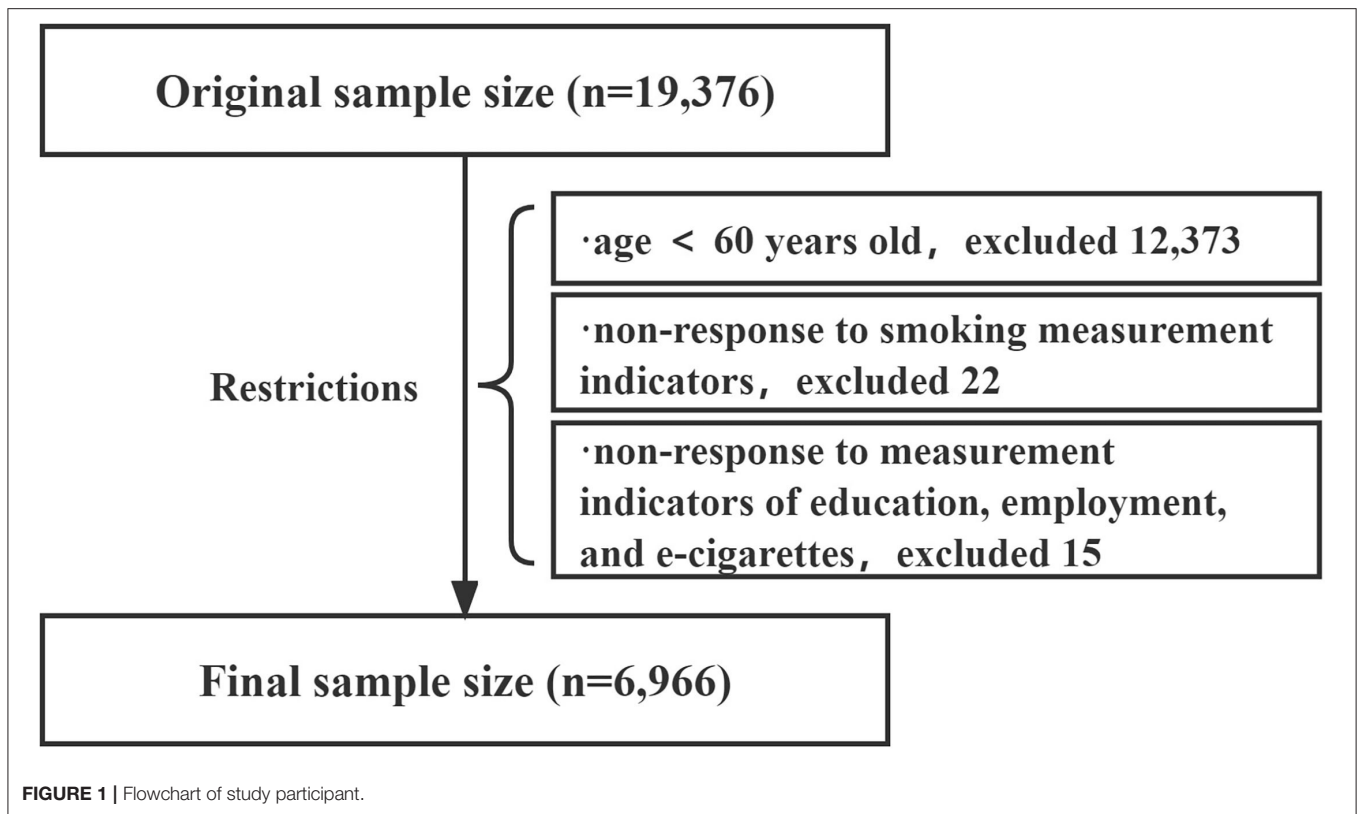 Original sample size (n=19,376)
·age < 60 years old, excluded 12,373
·non-response to smoking measurement
indicators, excluded 22
Restrictions
·non-response to measurement
indicators of education, employment,
and e-cigarettes, excluded 15
Final sample size (n=6,966)
FIGURE 1 | Flowchart of study participant.